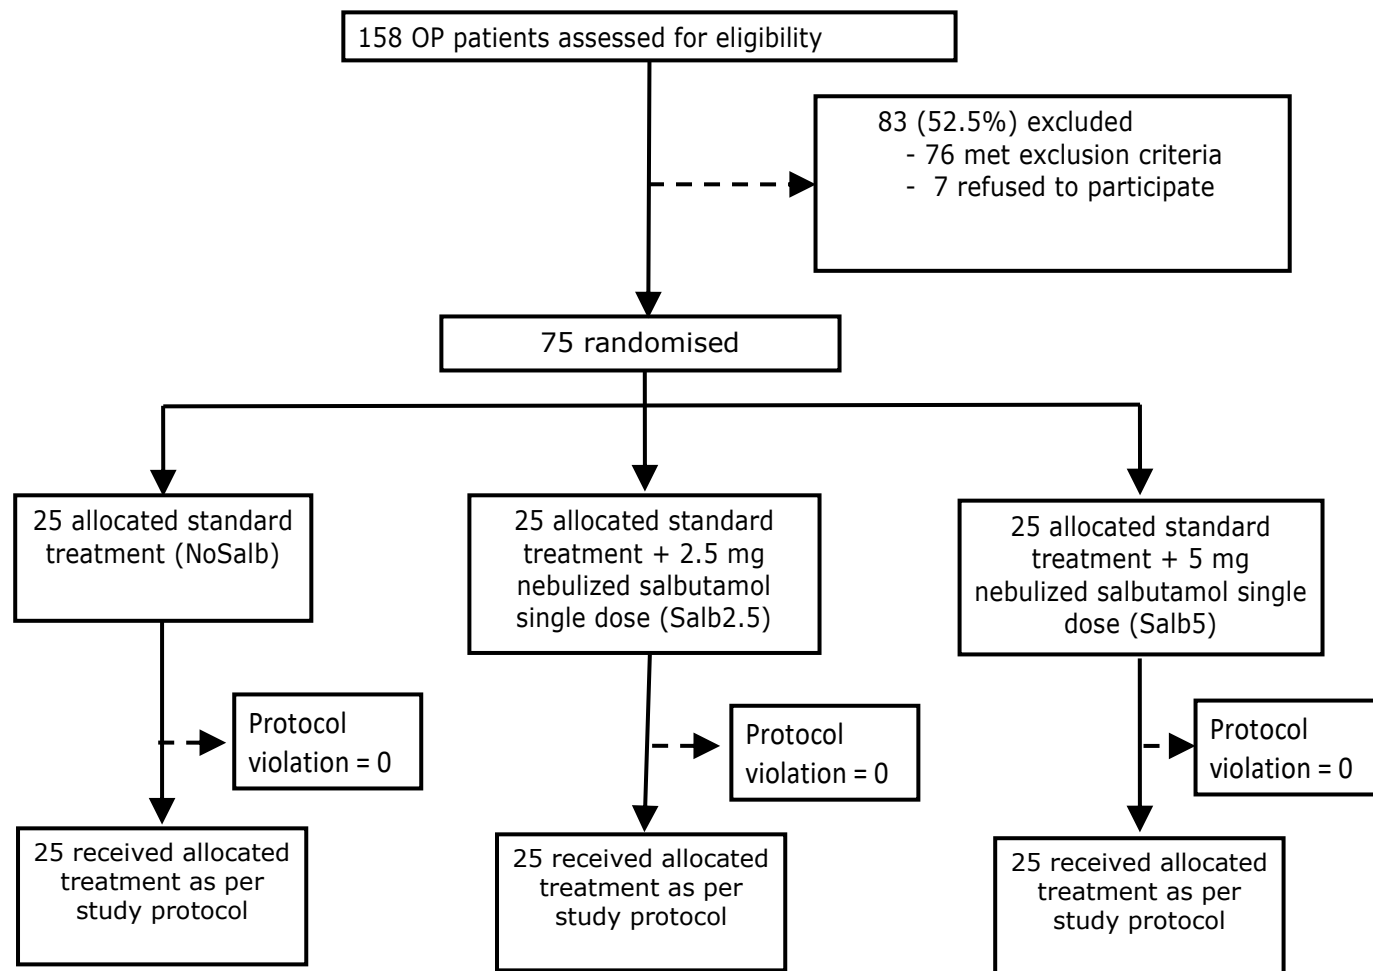 158 OP patients assessed for eligibility
83 (52.5%) excluded
- 76 met exclusion criteria
- 7 refused to participate
75 randomised
25 allocated standard
treatment (NoSalb)
25 allocated standard
treatment + 2.5 mg
nebulized salbutamol
single dose (Salb2.5)
25 allocated standard
treatment + 5 mg
nebulized salbutamol single
dose (Salb5)
Protocol
violation = 0
Protocol
violation = 0
Protocol
violation = 0
25 received allocated
treatment as per
study protocol
25 received allocated
treatment as per
study protocol
25 received allocated
treatment as per
study protocol